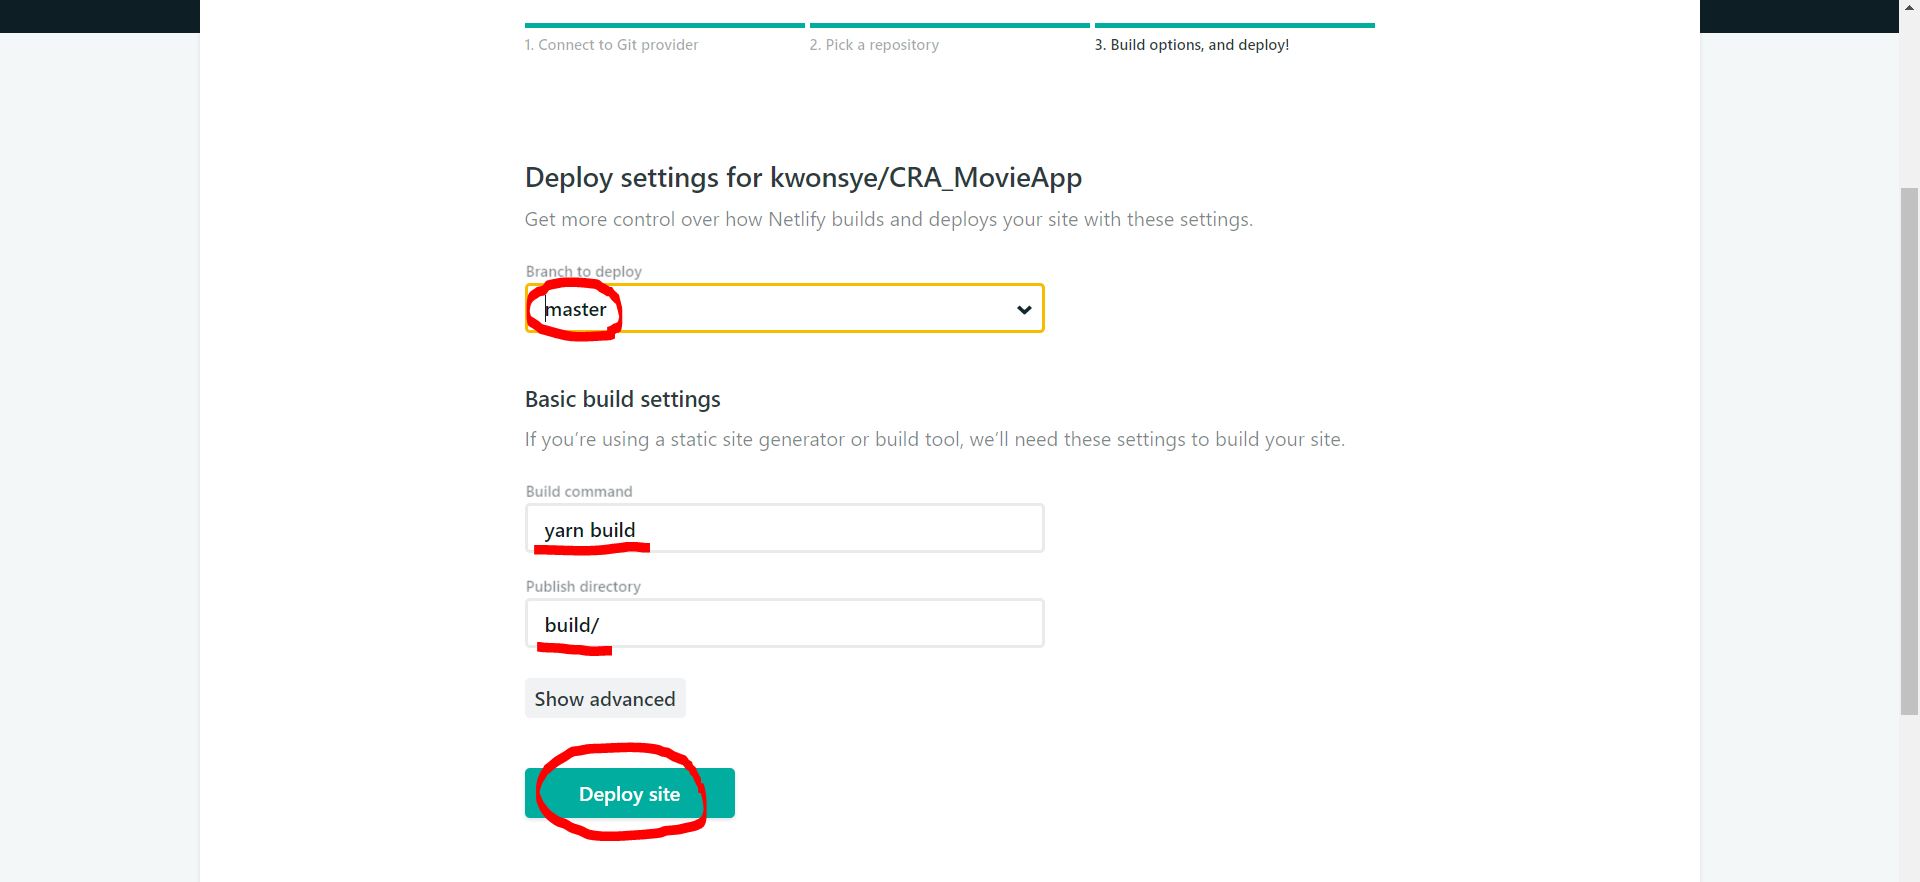 1. Connect to Git provider
2. Pick a repository
3. Build options, and deploy!
Deploy settings for kwonsye/CRA_MovieApp
Get more control over how Netlify builds and deploys your site with these settings.
Branch to deploy
master
Basic build settings
If you’re using a static site generator or build tool, we’ll need these settings to build your site.
Build command
yarn build
Publish directory
build/
Show advanced
Deploy site